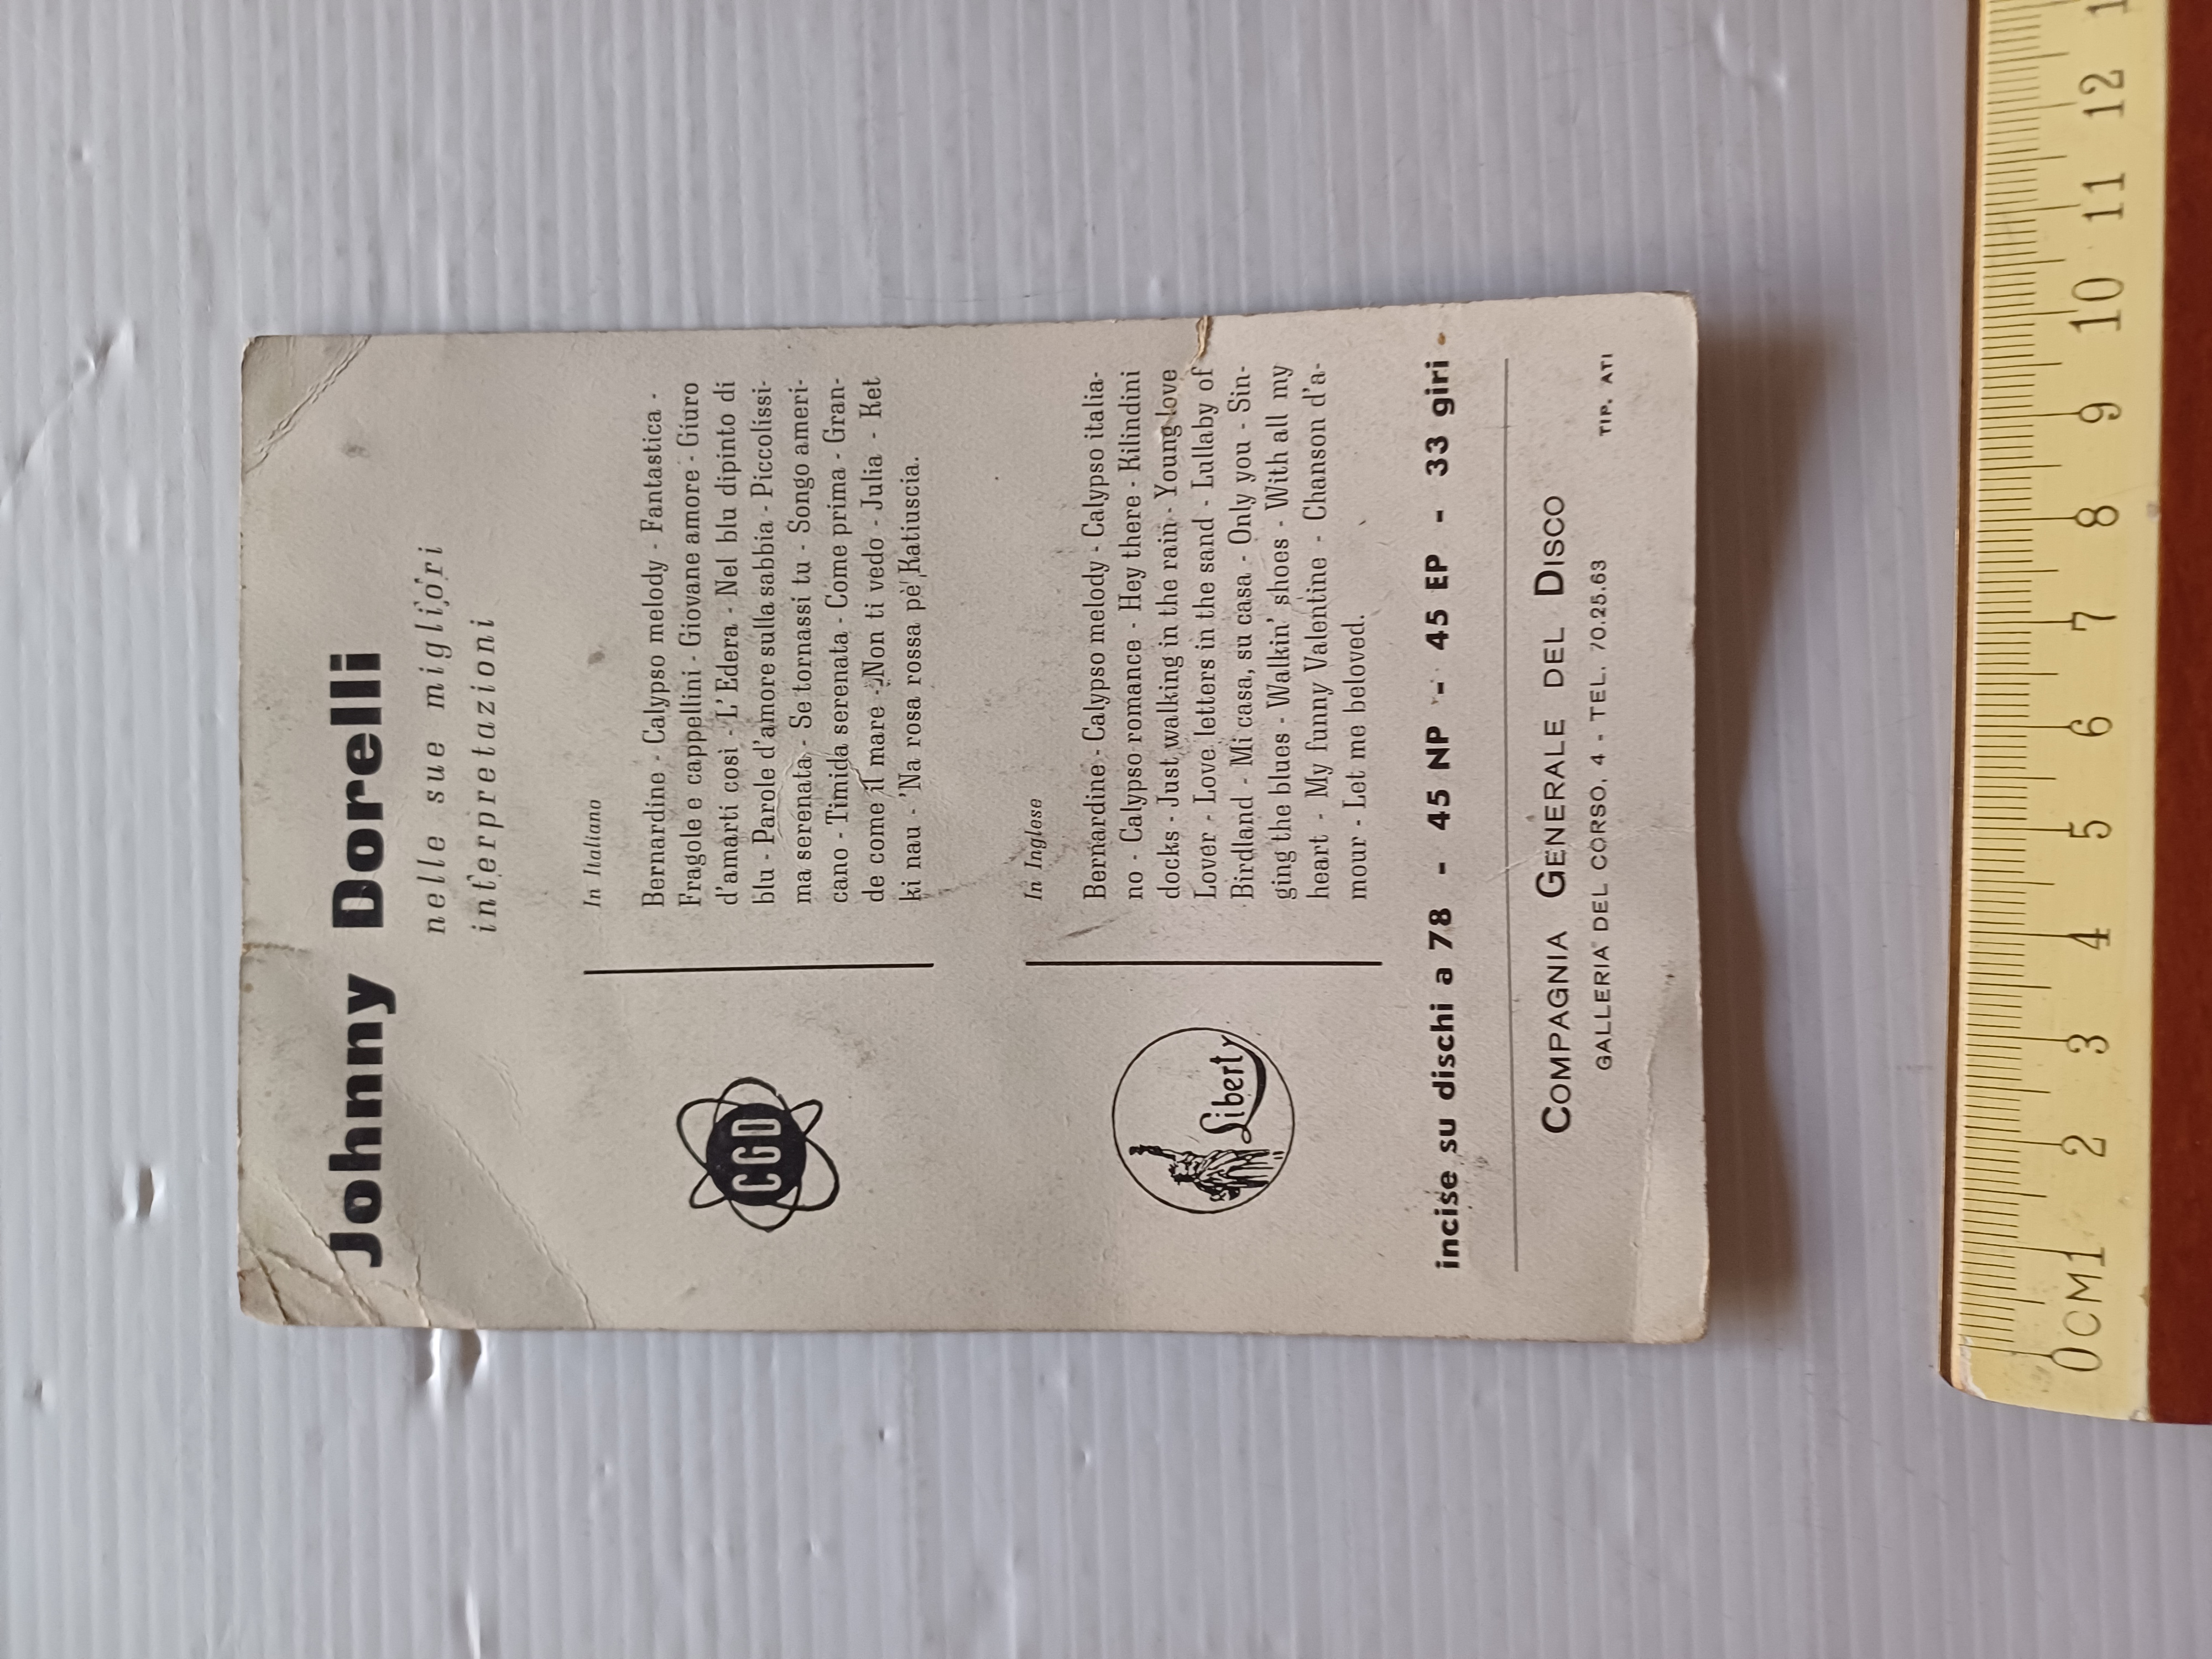 Johnny Dorelli
nelle sue migliori
interpretazioni
CGD
In Italiano
Bernardine - Calypso melody - Fantastica -
Fragole e cappellini - Giovane amore - Giuro
d'amarti così - L' Edera - Nel blu dipinto di
blu - Parole d'amore sulla sabbia - Piccolissi-
ma serenata - Se tornassi tu - Songo ameri-
cano - Timida serenata - Come prima - Gran-
de come il mare - Non ti vedo - Julia - Ket
ki nau - 'Na rosa rossa pè Katiuscia.
Liberty
In Inglese
Bernardine - Calypso melody - Calypso italia-
no - Calypso romance - Hey there - Kilindini
docks - Just walking in the rain - Young love
Lover - Love letters in the sand - Lullaby of
Birdland - Mi casa, su casa - Only you - Sin-
ging the blues - Walkin' shoes - With all my
heart - My funny Valentine - Chanson d'a-
mour - Let me beloved.
incise su dischi a 78 - 45 NP - 45 EP - 33 giri
COMPAGNIA GENERALE DEL DISCO
GALLERIA DEL CORSO, 4 - TEL. 70.25.63
TIP. ATI
0 CM 1 2 3 4 5 6 7 8 9 10 11 12 1